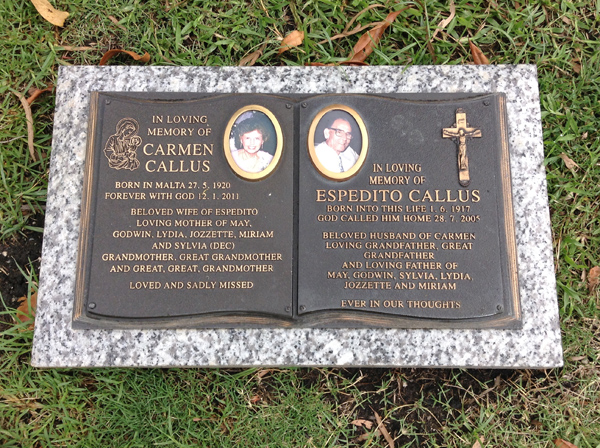 IN LOVING
MEMORY OF
CARMEN
CALLUS
BORN IN MALTA 27. 5. 1920
FOREVER WITH GOD 12. 1. 2011
BELOVED WIFE OF ESPEDITO
LOVING MOTHER OF MAY,
GODWIN, LYDIA, JOZZETTE, MIRIAM
AND SYLVIA (DEC)
GRANDMOTHER, GREAT GRANDMOTHER
AND GREAT, GREAT, GRANDMOTHER
LOVED AND SADLY MISSED
IN LOVING
MEMORY OF
ESPEDITO CALLUS
BORN INTO THIS LIFE 1. 6. 1917
GOD CALLED HIM HOME 28. 7. 2005
BELOVED HUSBAND OF CARMEN
LOVING GRANDFATHER, GREAT
GRANDFATHER
AND LOVING FATHER OF
MAY, GODWIN, SYLVIA, LYDIA,
JOZZETTE AND MIRIAM
EVER IN OUR THOUGHTS